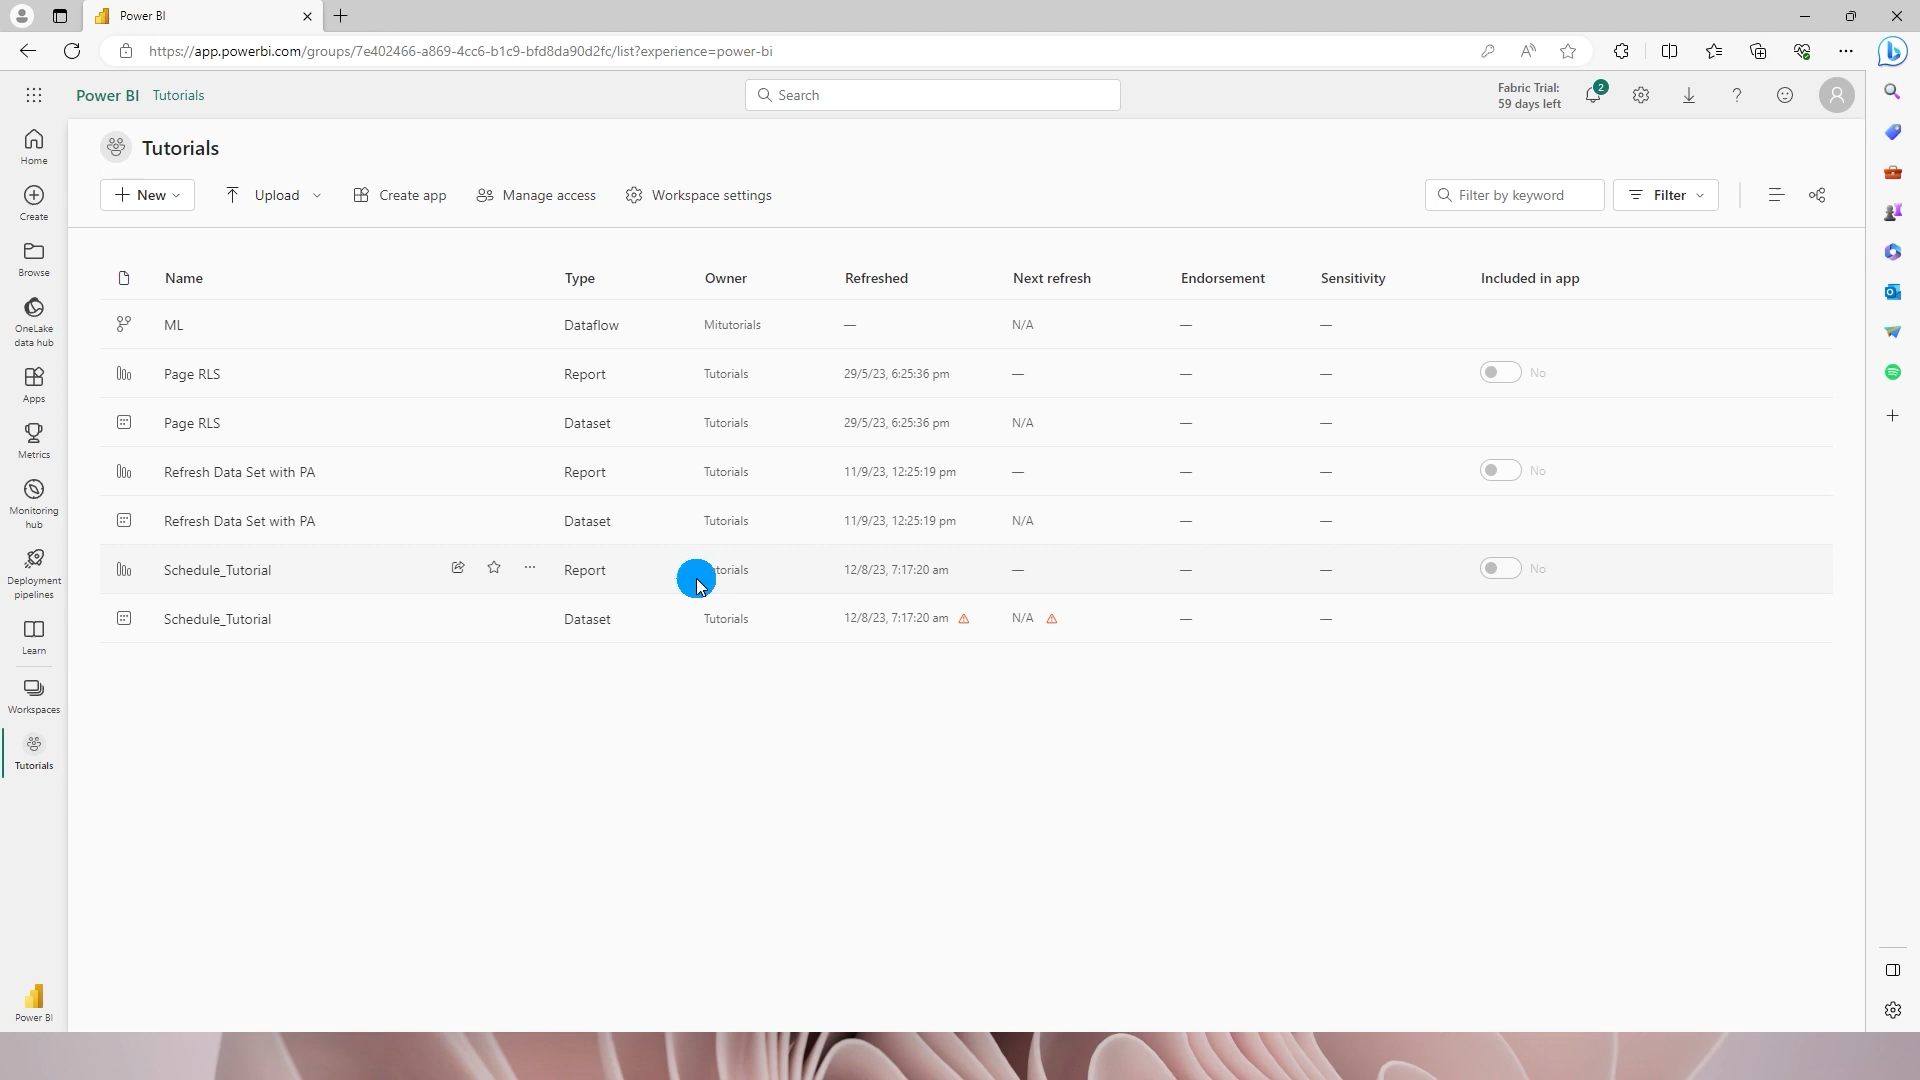 Power BI
https://app.powerbi.com/groups/7e402466-a869-4cc6-b1c9-bfd8da90d2fc/list?experience=power-bi
Power BI Tutorials
Search
Fabric Trial:
59 days left
2
Home
Create
Browse
OneLake
data hub
Apps
Metrics
Monitoring
hub
Deployment
pipelines
Learn
Workspaces
Tutorials
Power BI
Tutorials
New Upload Create app Manage access Workspace settings Filter by keyword Filter
Name Type Owner Refreshed Next refresh Endorsement Sensitivity Included in app
ML Dataflow Mitutorials — N/A — —
Page RLS Report Tutorials 29/5/23, 6:25:36 pm — — — No
Page RLS Dataset Tutorials 29/5/23, 6:25:36 pm N/A — —
Refresh Data Set with PA Report Tutorials 11/9/23, 12:25:19 pm — — — No
Refresh Data Set with PA Dataset Tutorials 11/9/23, 12:25:19 pm N/A — —
Schedule_Tutorial Report torials 12/8/23, 7:17:20 am — — — No
Schedule_Tutorial Dataset Tutorials 12/8/23, 7:17:20 am N/A — —